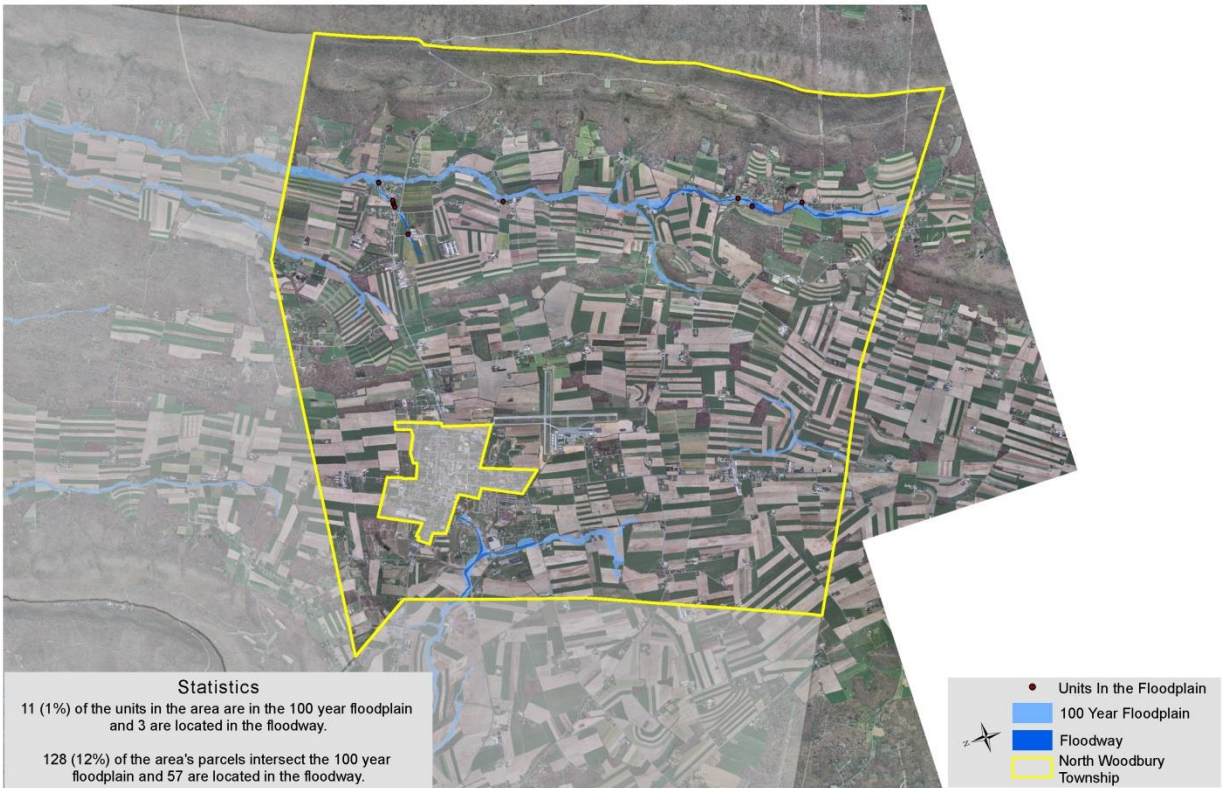 Statistics
11 (1%) of the units in the area are in the 100 year floodplain
and 3 are located in the floodway.
128 (12%) of the area's parcels intersect the 100 year
floodplain and 57 are located in the floodway.
Units In the Floodplain
100 Year Floodplain
Floodway
North Woodbury
Township
N